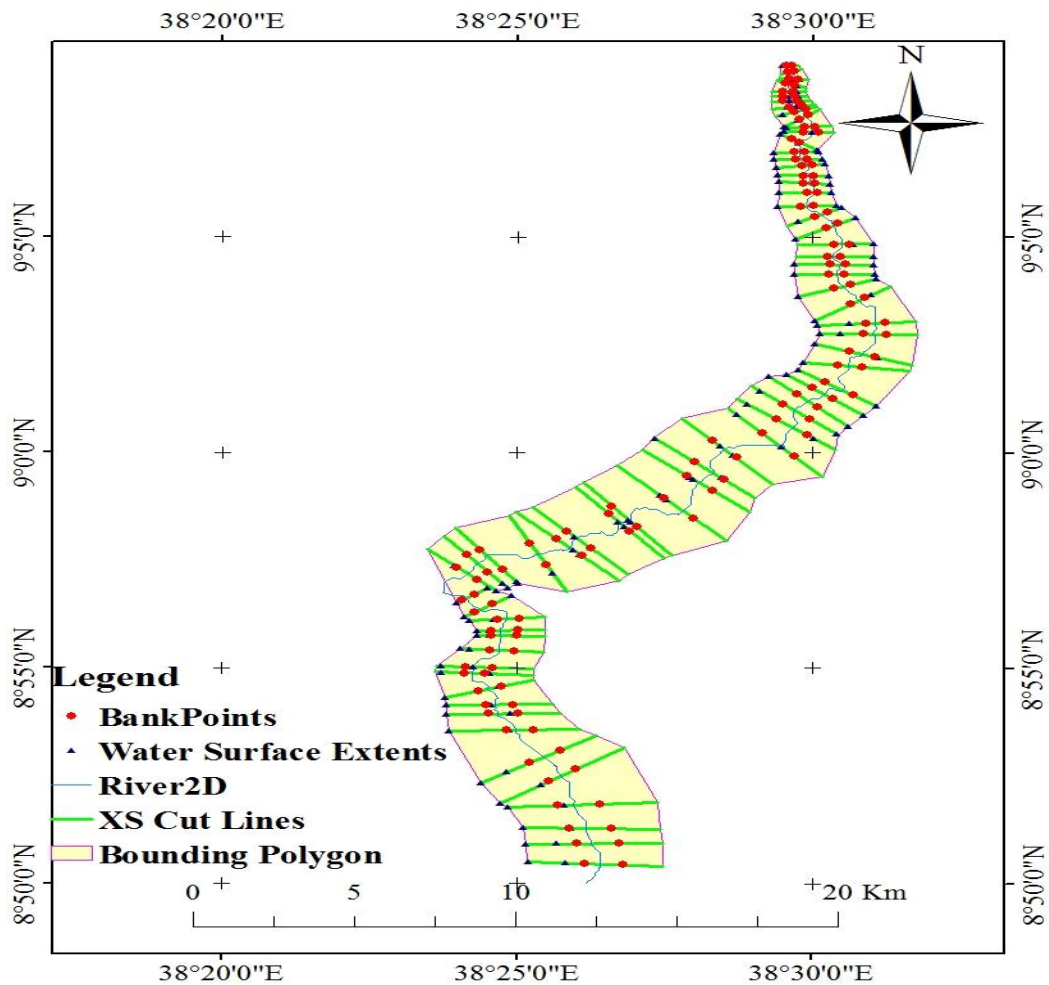 38°20'0"E 38°25'0"E 38°30'0"E
N
9°5'0"N 9°5'0"N
9°0'0"N 9°0'0"N
8°55'0"N 8°55'0"N
Legend
BankPoints
Water Surface Extents
River2D
XS Cut Lines
Bounding Polygon
8°50'0"N 8°50'0"N
0 5 10 20 Km
38°20'0"E 38°25'0"E 38°30'0"E